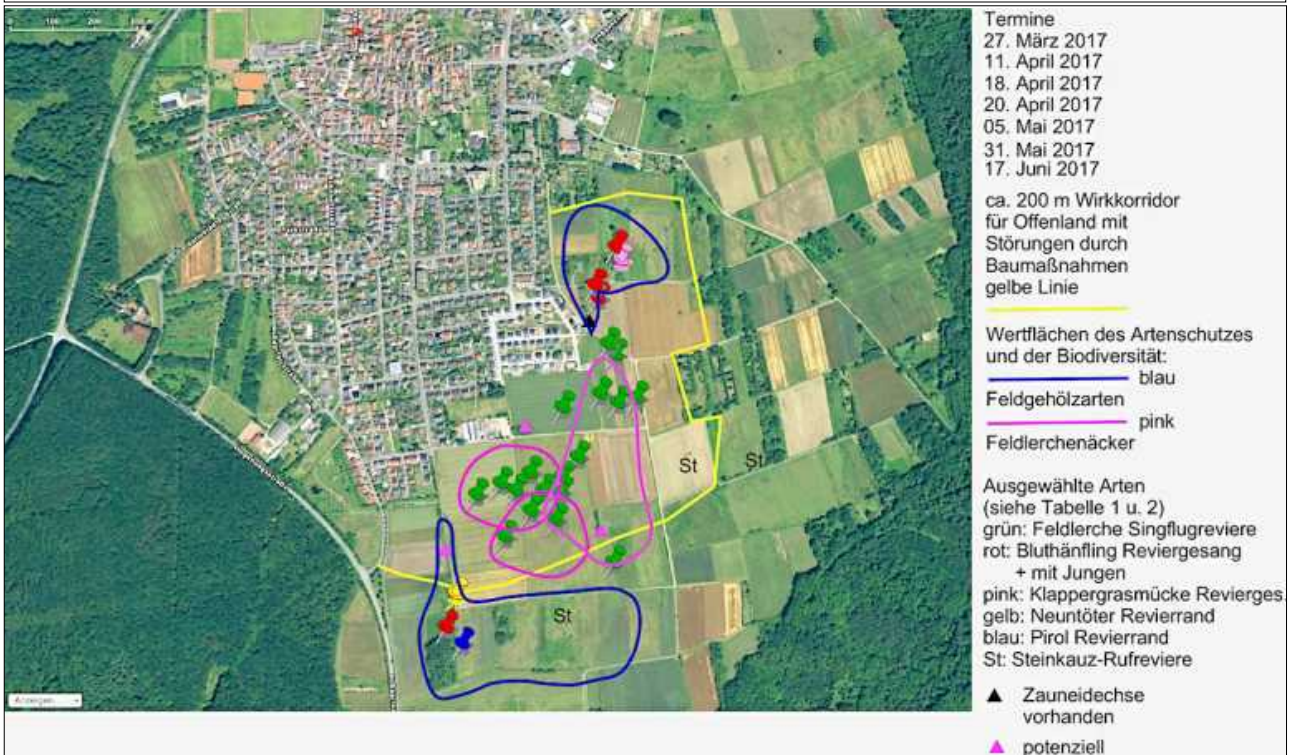 100 200
Termine
27. März 2017
11. April 2017
18. April 2017
20. April 2017
05. Mai 2017
31. Mai 2017
17. Juni 2017
ca. 200 m Wirkkorridor
für Offenland mit
Störungen durch
Baumaßnahmen
gelbe Linie
Wertflächen des Artenschutzes
und der Biodiversität:
blau
Feldgehölzarten
pink
Feldlerchenäcker
Ausgewählte Arten
(siehe Tabelle 1 u. 2)
grün: Feldlerche Singflugreviere
rot: Bluthänfling Reviergesang
+ mit Jungen
pink: Klappergrasmücke Revierges.
gelb: Neuntöter Revierrand
blau: Pirol Revierrand
St: Steinkauz-Rufreviere
Zauneidechse
vorhanden
potenziell
St
St
St
Anzeigen...